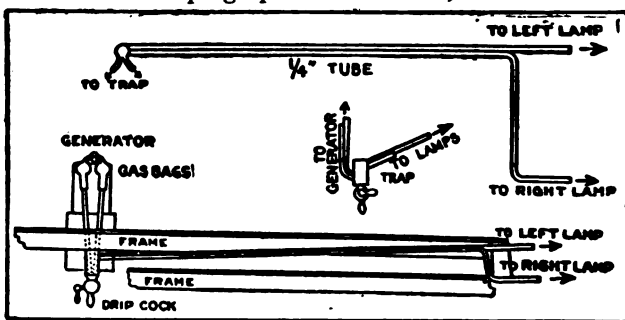 TO LEFT LAMP
1/4" TUBE
TO TRAP
GENERATOR
GAS BAGS
TO GENERATOR
TO LAMPS
TRAP
TO RIGHT LAMP
TO LEFT LAMP
FRAME
TO RIGHT LAMP
FRAME
DRIP COCK